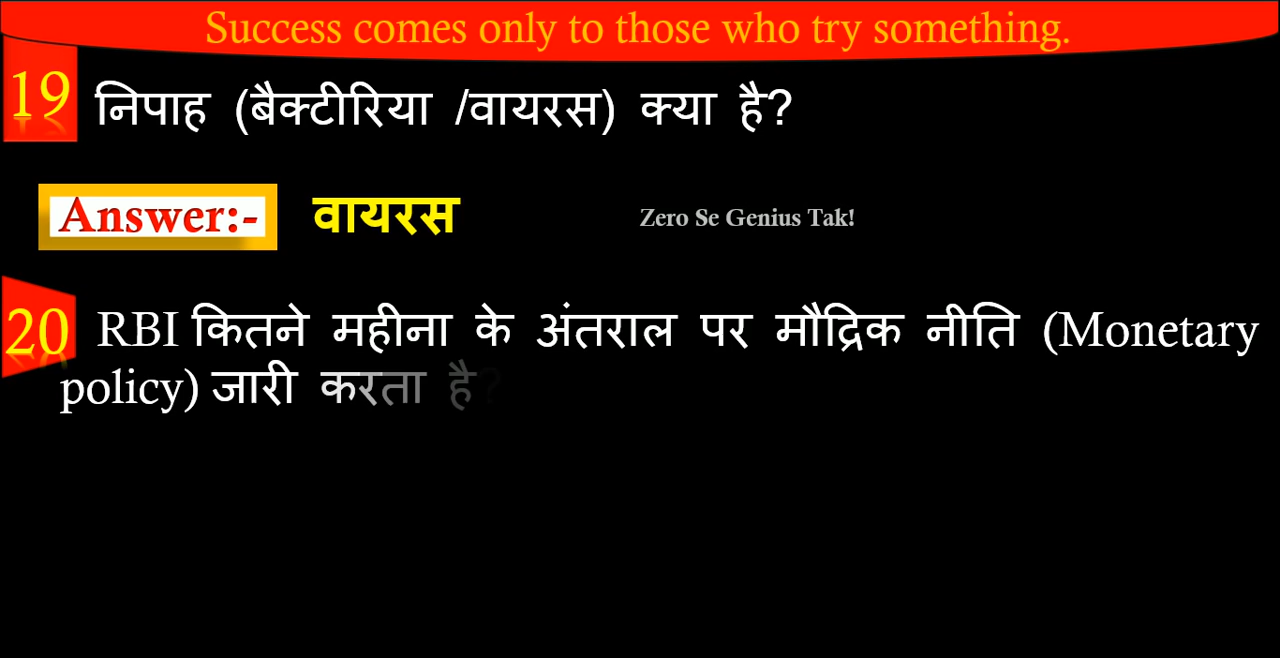 Success comes only to those who try something.
19 निपाह (बैक्टीरिया /वायरस) क्या है?
Answer:- वायरस
Zero Se Genius Tak!
20 RBI कितने महीना के अंतराल पर मौद्रिक नीति (Monetary
policy) जारी करता है?